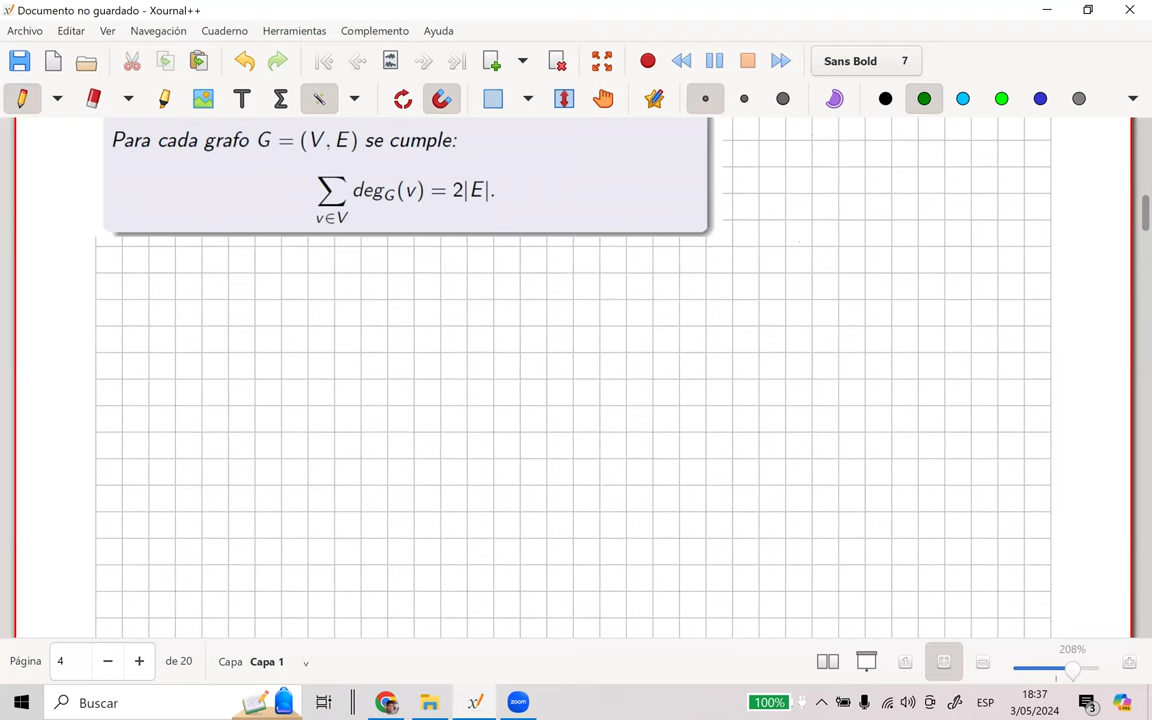 Documento no guardado - Xournal++
Archivo Editar Ver Navegación Cuaderno Herramientas Complemento Ayuda
Sans Bold 7
Para cada grafo G = (V, E) se cumple:
∑ deg_G(v) = 2|E|.
v∈V
Página 4 de 20 Capa Capa 1 208%
Buscar zoom 100% ESP 18:37
3/05/2024 3